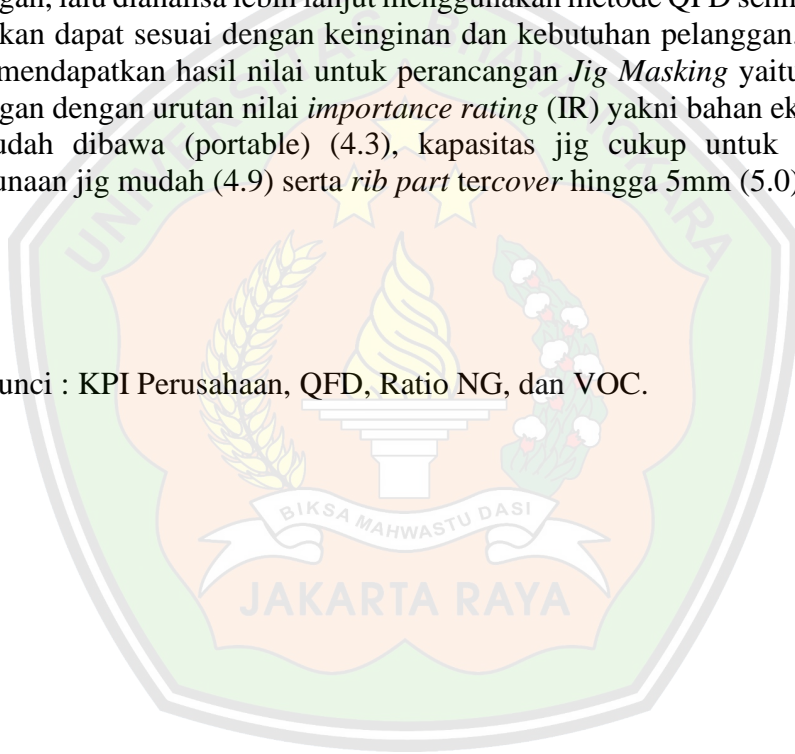 gan, lalu dianalisa lebih lanjut menggunakan metode QFD
kan dapat sesuai dengan keinginan dan kebutuhan pelanggan.
mendapatkan hasil nilai untuk perancangan Jig Masking yaitu
gan dengan urutan nilai importance rating (IR) yakni bahan
udah dibawa (portable) (4.3), kapasitas jig cukup untuk
unaan jig mudah (4.9) serta rib part tercover hingga 5mm (5.0)
unci : KPI Perusahaan, QFD, Ratio NG, dan VOC.
UNIVERSITAS BHAYANGKARA
BIKSA MAHWASTU DASI
JAKARTA RAYA